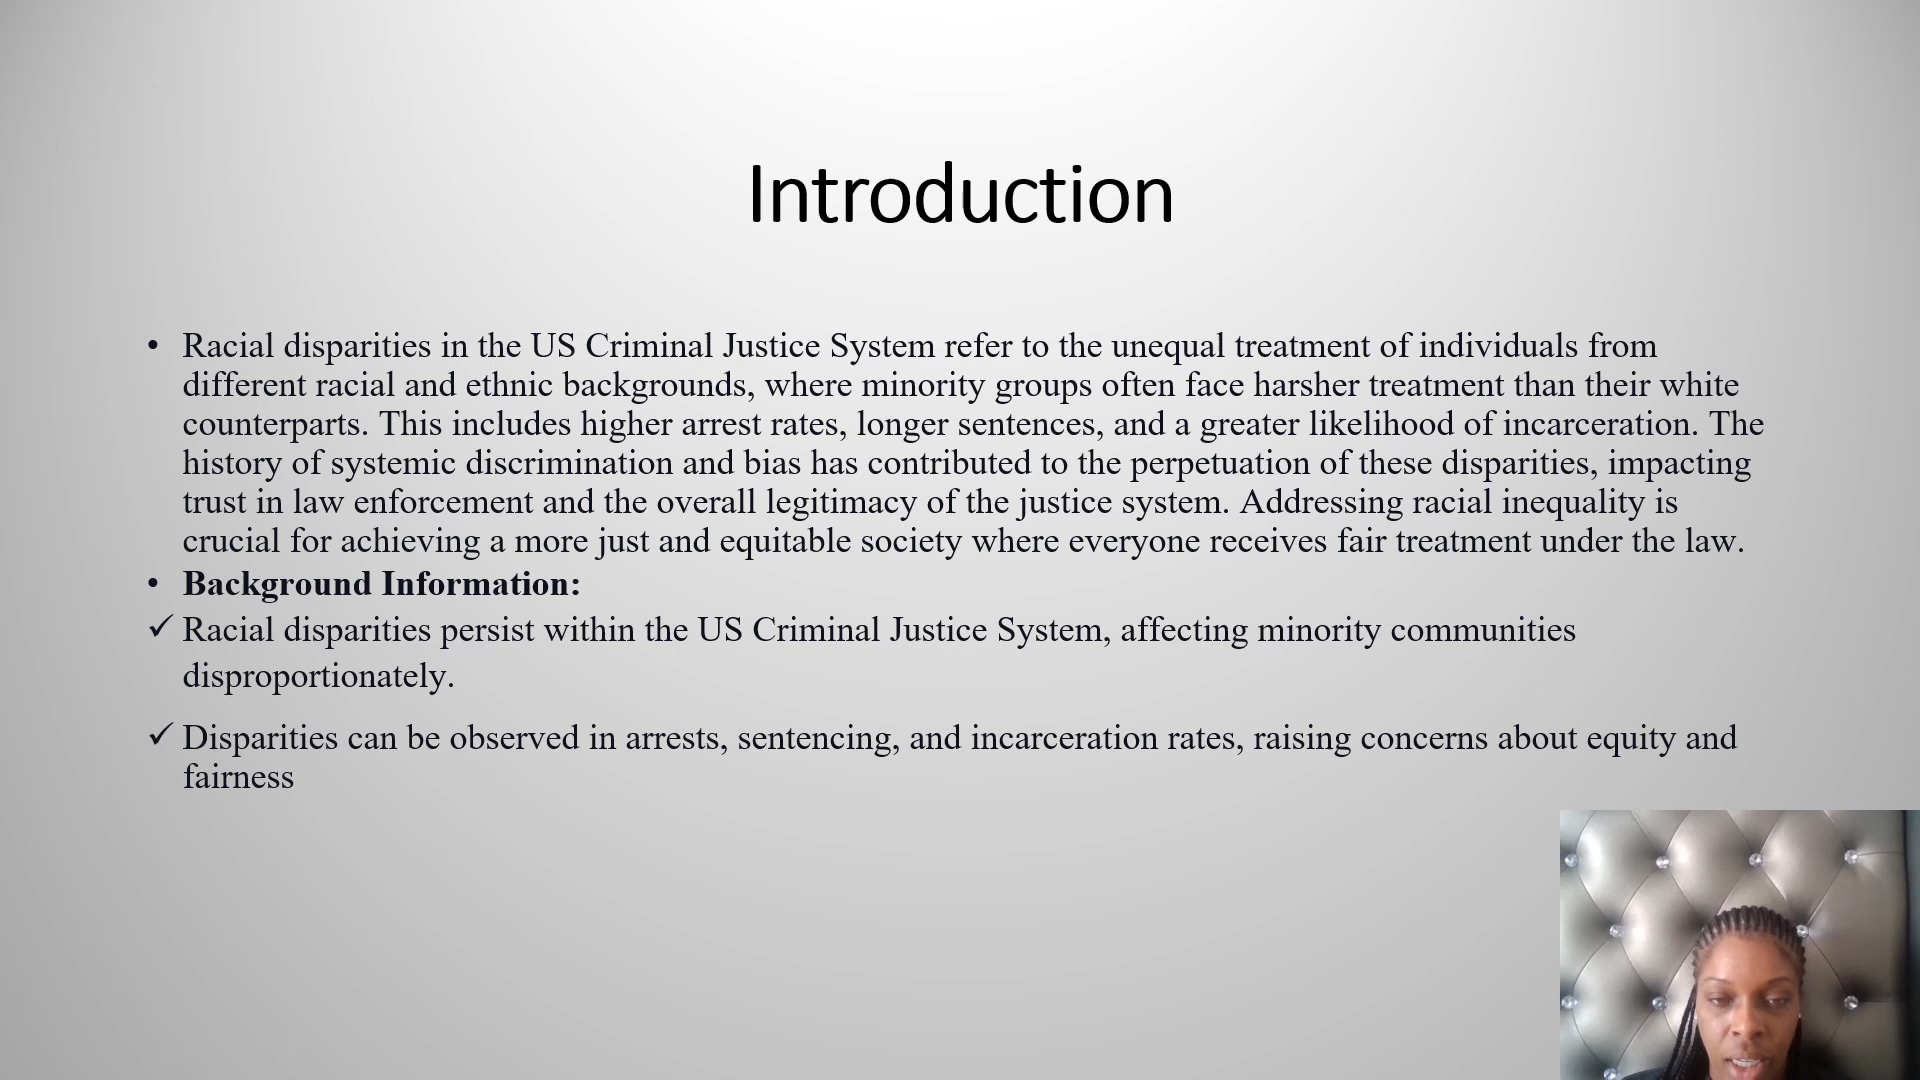 Introduction
• Racial disparities in the US Criminal Justice System refer to the unequal treatment of individuals from
different racial and ethnic backgrounds, where minority groups often face harsher treatment than their white
counterparts. This includes higher arrest rates, longer sentences, and a greater likelihood of incarceration. The
history of systemic discrimination and bias has contributed to the perpetuation of these disparities, impacting
trust in law enforcement and the overall legitimacy of the justice system. Addressing racial inequality is
crucial for achieving a more just and equitable society where everyone receives fair treatment under the law.
• Background Information:
✓ Racial disparities persist within the US Criminal Justice System, affecting minority communities
disproportionately.
✓ Disparities can be observed in arrests, sentencing, and incarceration rates, raising concerns about equity and
fairness